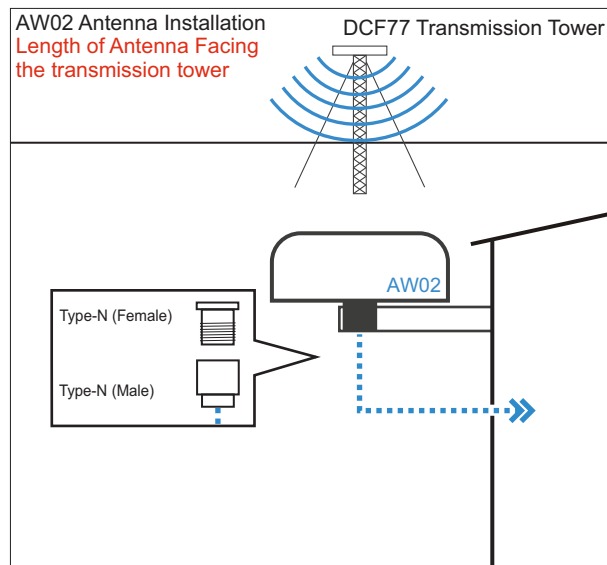 AW02 Antenna Installation
Length of Antenna Facing
the transmission tower
DCF77 Transmission Tower
AW02
Type-N (Female)
Type-N (Male)